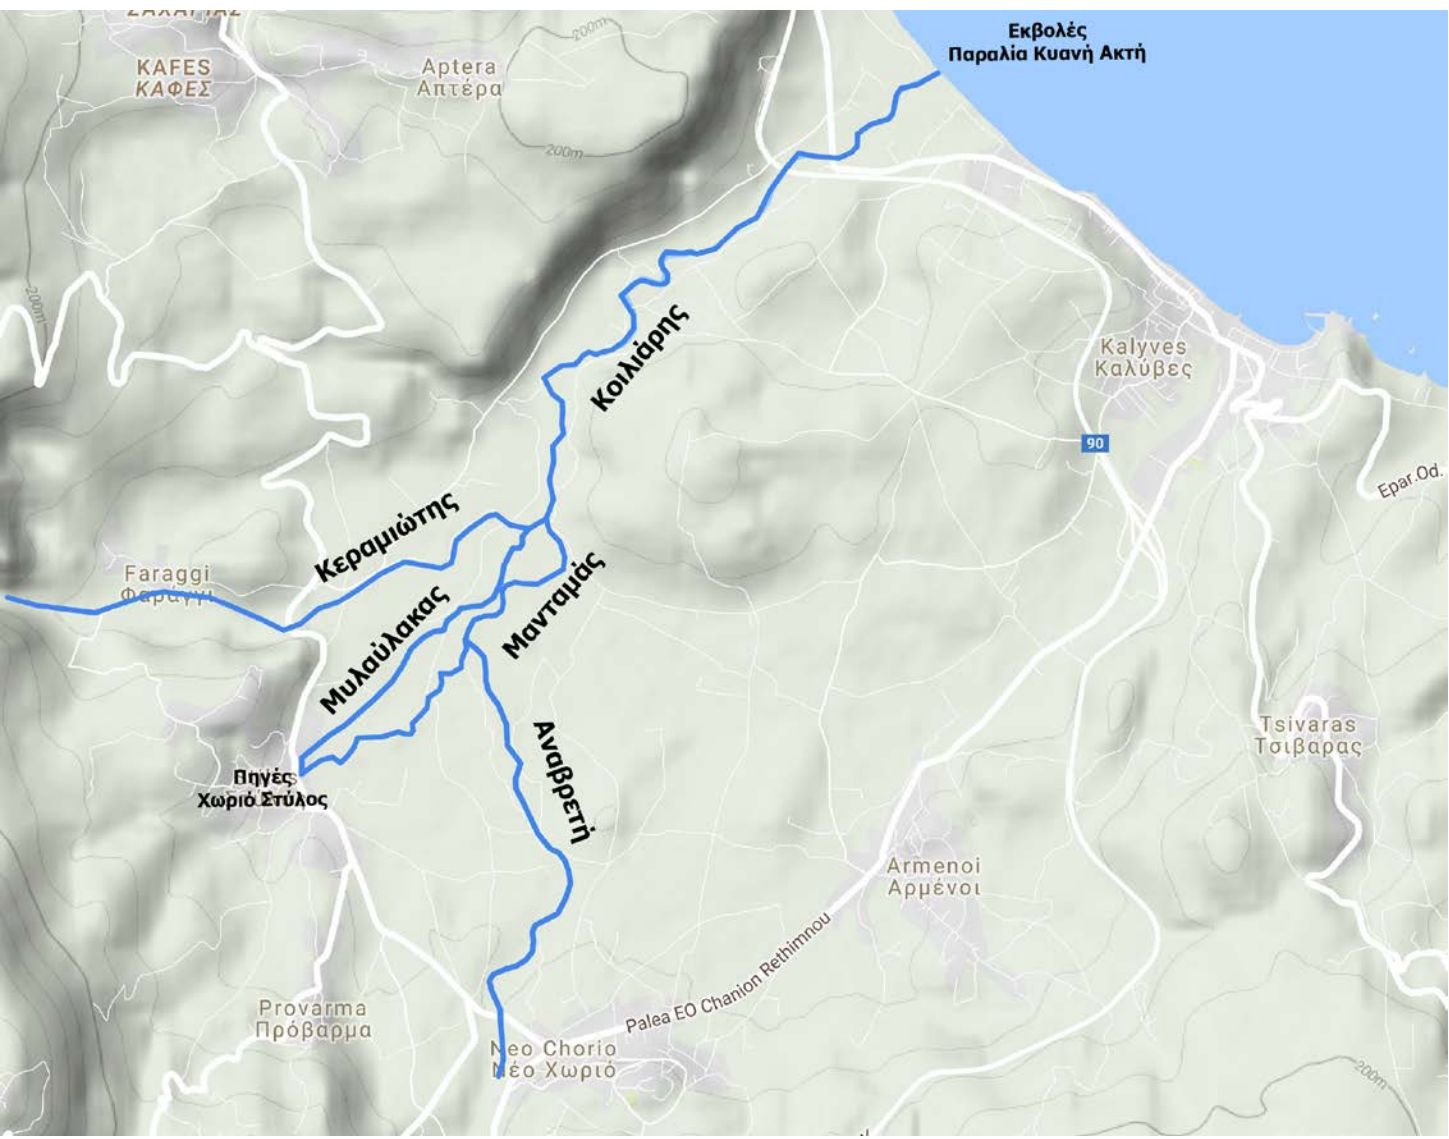 ΖΑΧΑΡΙΑΣ
Εκβολές
Παραλία Κυανή Ακτή
KAFES
ΚΑΦΕΣ
Aptera
Απτέρα
200m
200m
200m
Κοιλιάρης
Kalyves
Καλύβες
90
Epar.Od.
Κεραμιώτης
Faraggi
Φαράγγι
Μυλαύλακας
Μανταμάς
Αναβρετή
Πηγές
Χωριό Στύλος
Tsivaras
Τσιβαρας
Armenoi
Αρμένοι
Palea EO Chanion Rethimnou
Provarma
Πρόβαρμα
Neo Chorio
Νέο Χωριό
200m